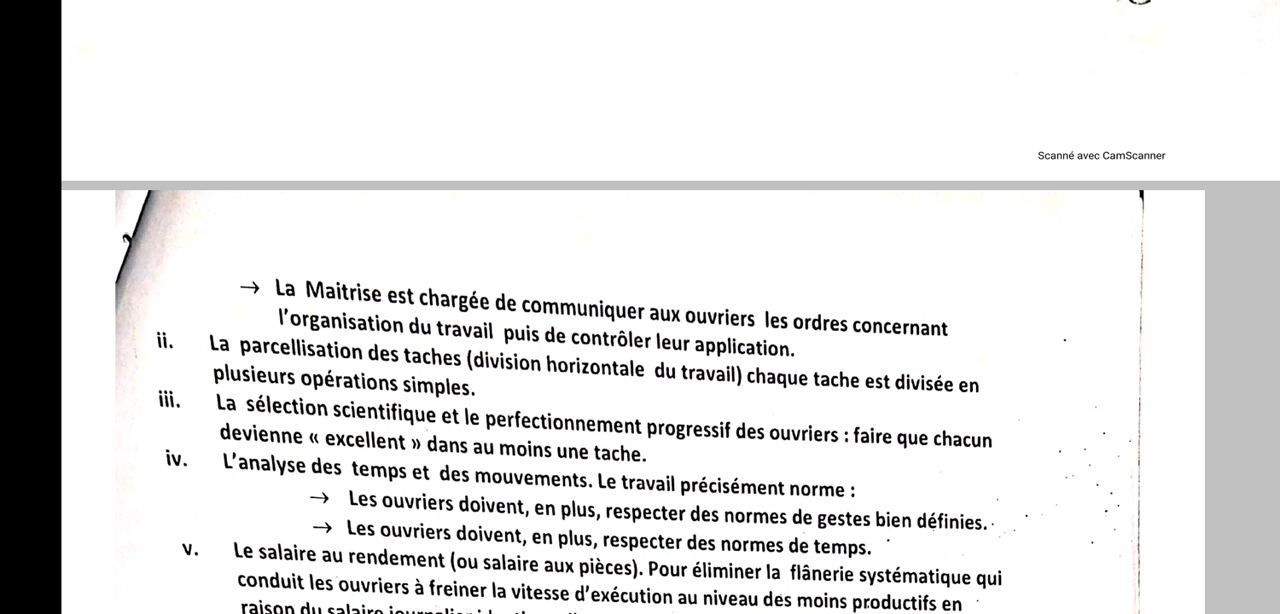 Scanné avec CamScanner
→ La Maitrise est chargée de communiquer aux ouvriers les ordres concernant
l'organisation du travail puis de contrôler leur application.
ii. La parcellisation des taches (division horizontale du travail) chaque tache est divisée en
plusieurs opérations simples.
iii. La sélection scientifique et le perfectionnement progressif des ouvriers : faire que chacun
devienne « excellent » dans au moins une tache.
iv. L'analyse des temps et des mouvements. Le travail précisément norme :
→ Les ouvriers doivent, en plus, respecter des normes de gestes bien définies.
→ Les ouvriers doivent, en plus, respecter des normes de temps.
v. Le salaire au rendement (ou salaire aux pièces). Pour éliminer la flânerie systématique qui
conduit les ouvriers à freiner la vitesse d'exécution au niveau des moins productifs en
raison du salaire